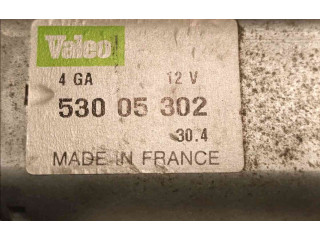 Valeo
4 GA 12 V
530 05 302
30.4
MADE IN FRANCE